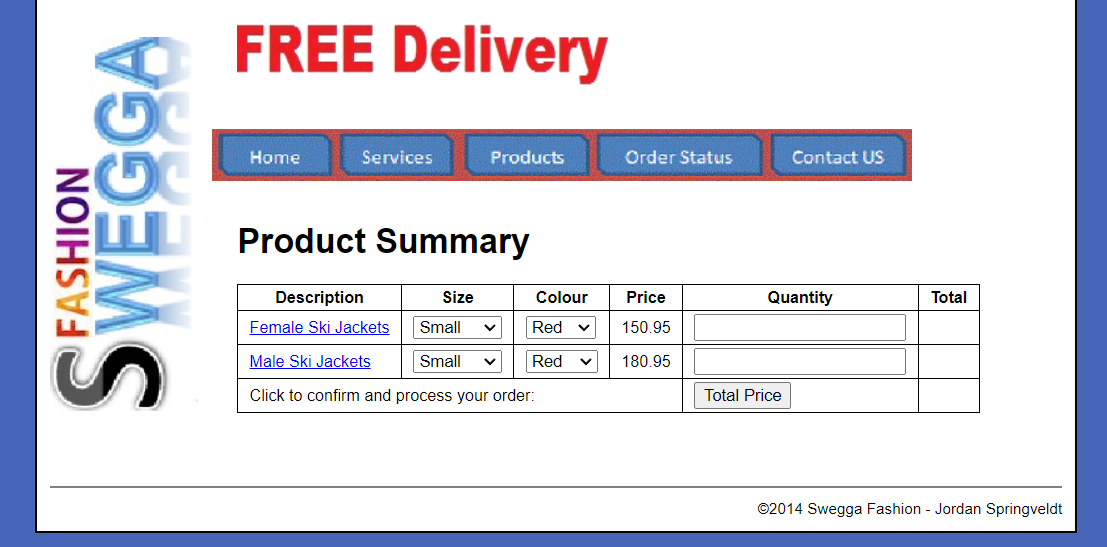 FREE Delivery
S FASHION
SWEGGA
Home Services Products Order Status Contact US
Product Summary
Description Size Colour Price Quantity Total
Female Ski Jackets Small Red 150.95
Male Ski Jackets Small Red 180.95
Click to confirm and process your order: Total Price
©2014 Swegga Fashion - Jordan Springveldt